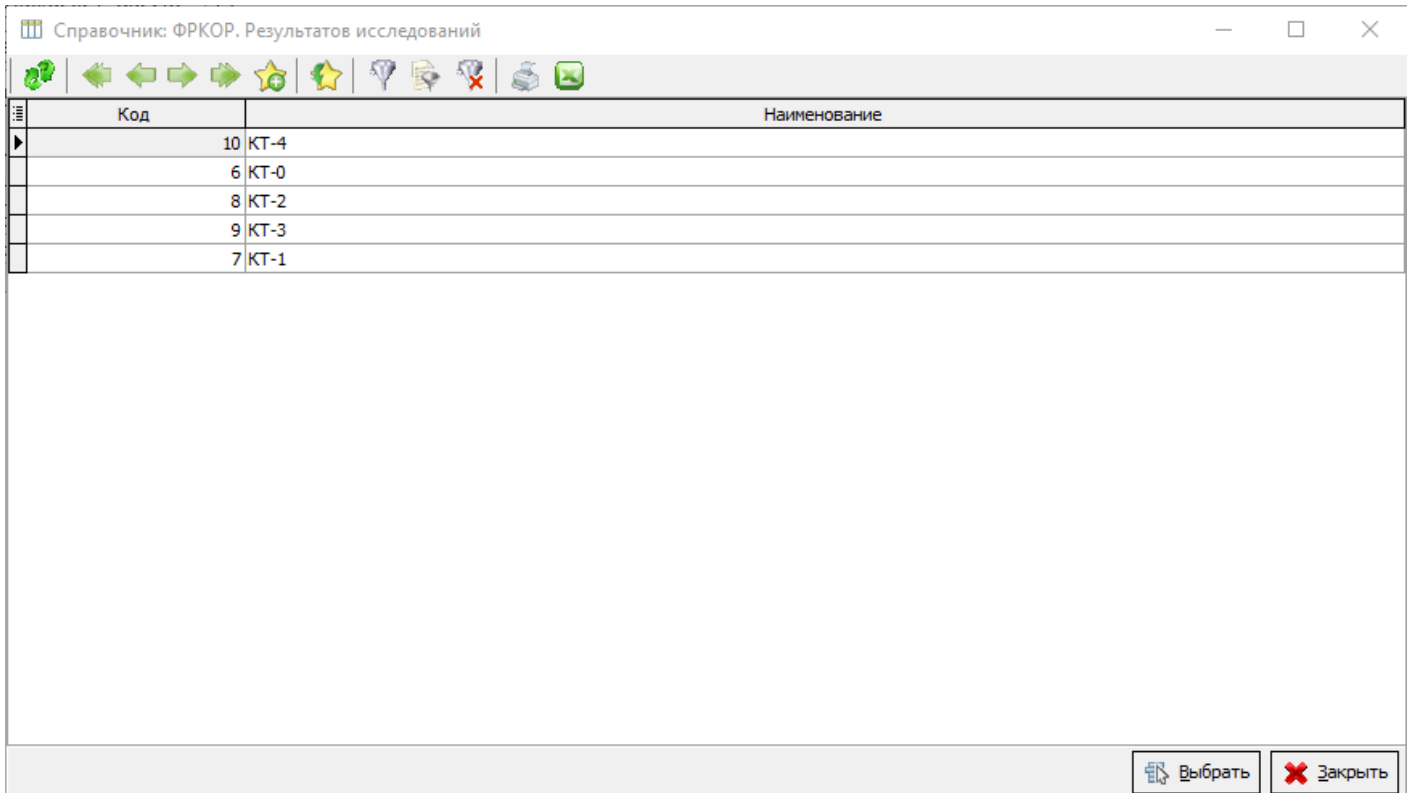 Справочник: ФРКОР. Результатов исследований
Код Наименование
10 КТ-4
6 КТ-0
8 КТ-2
9 КТ-3
7 КТ-1
Выбрать Закрыть